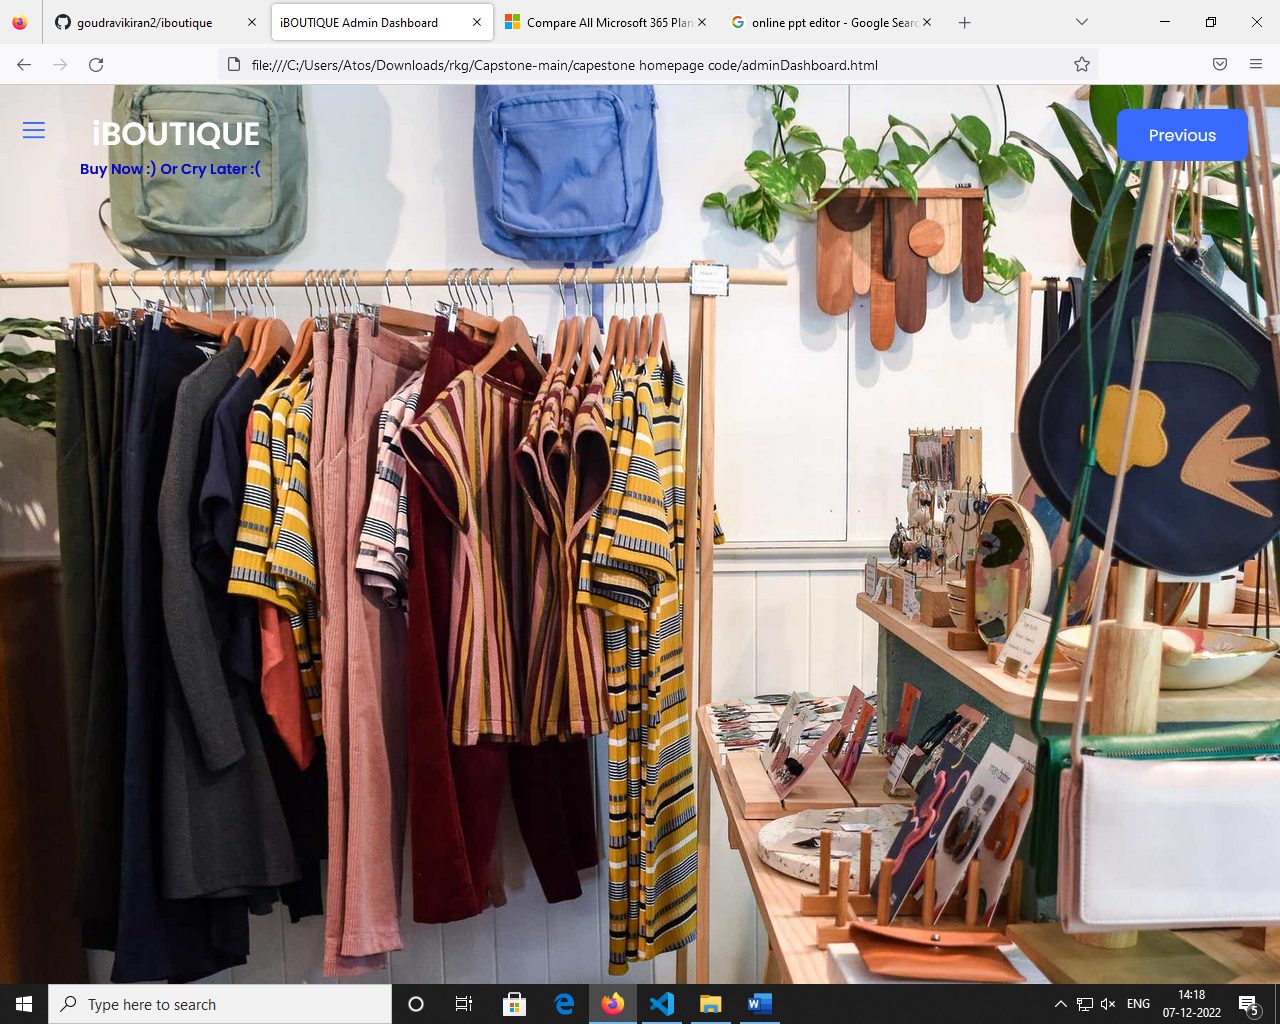 goudravikiran2/iboutique
iBOUTIQUE Admin Dashboard
Compare All Microsoft 365 Plan
online ppt editor - Google Searc
file:///C:/Users/Atos/Downloads/rkg/Capstone-main/capestone homepage code/adminDashboard.html
iBOUTIQUE
Buy Now :) Or Cry Later :(
Previous
Type here to search
ENG
14:18
07-12-2022
5